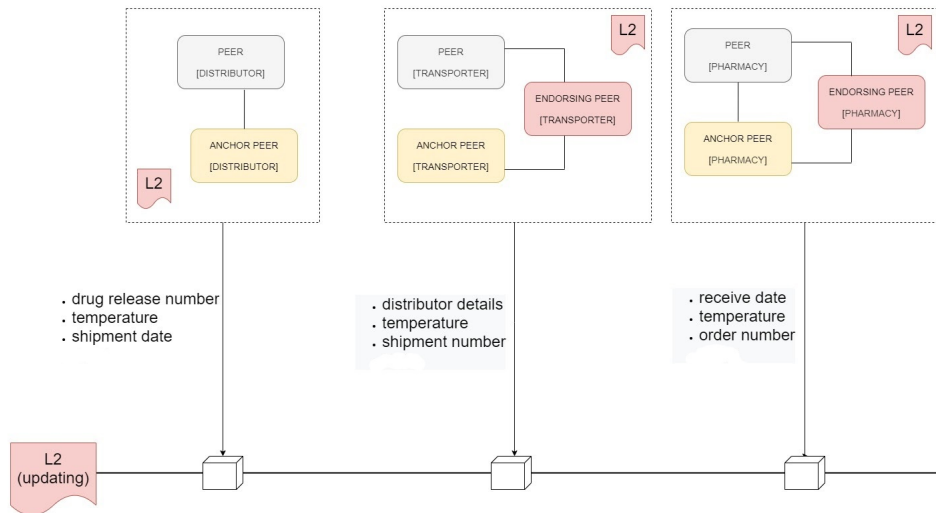 PEER
[DISTRIBUTOR]
ANCHOR PEER
[DISTRIBUTOR]
L2
PEER
[TRANSPORTER]
ENDORSING PEER
[TRANSPORTER]
ANCHOR PEER
[TRANSPORTER]
L2
PEER
[PHARMACY]
ENDORSING PEER
[PHARMACY]
ANCHOR PEER
[PHARMACY]
L2
• drug release number
• temperature
• shipment date
• distributor details
• temperature
• shipment number
• receive date
• temperature
• order number
L2
(updating)